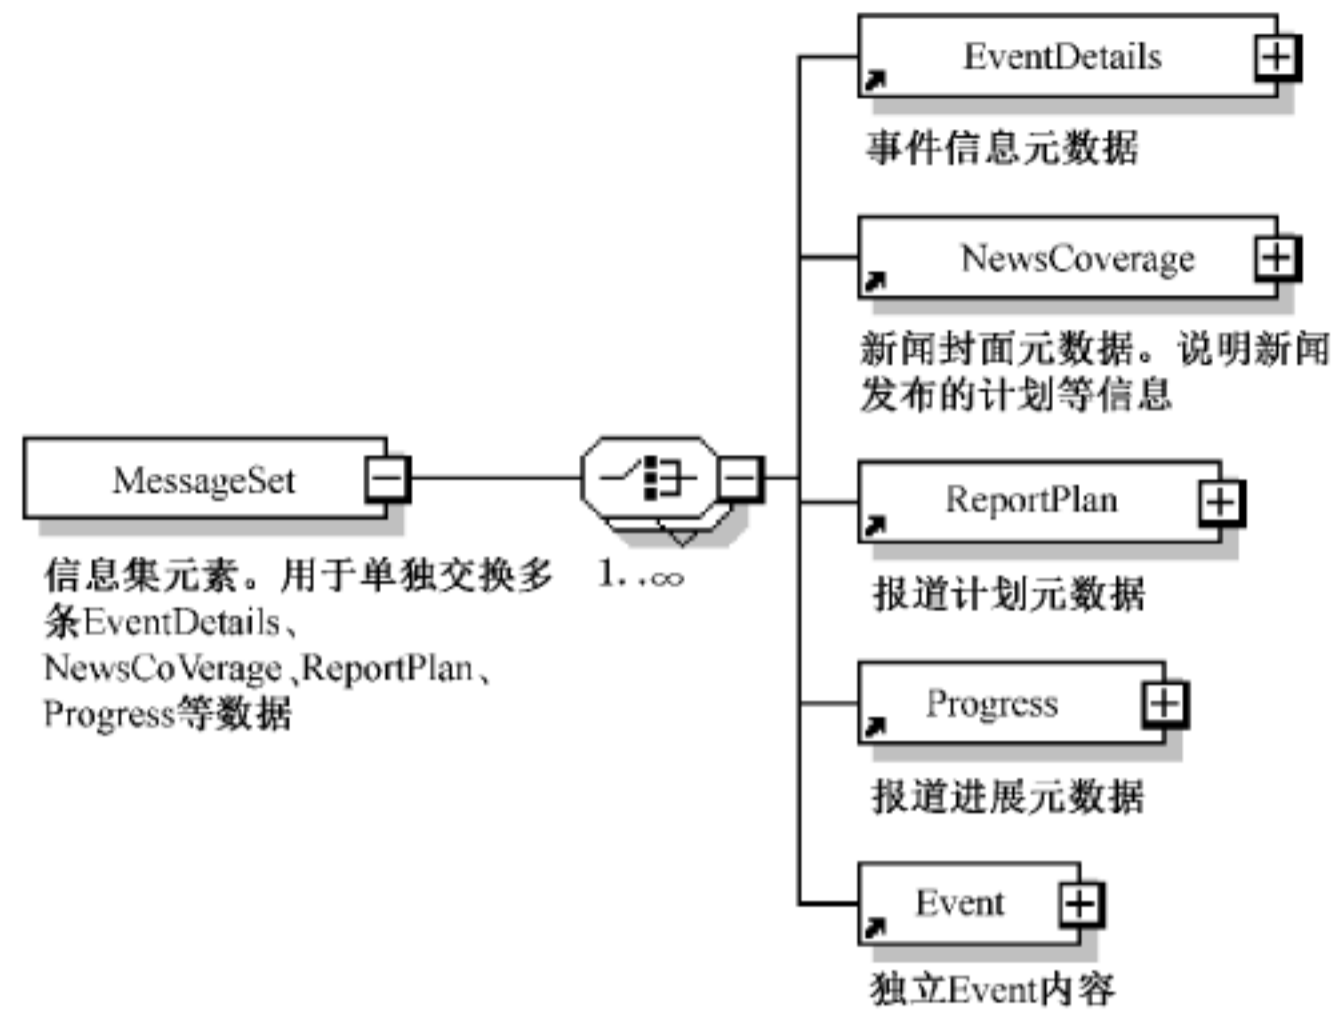 EventDetails
事件信息元数据
NewsCoverage
新闻封面元数据。说明新闻
发布的计划等信息
MessageSet
信息集元素。用于单独交换多
条EventDetails、
NewsCoVerage、ReportPlan、
Progress等数据
1..∞
ReportPlan
报道计划元数据
Progress
报道进展元数据
Event
独立Event内容